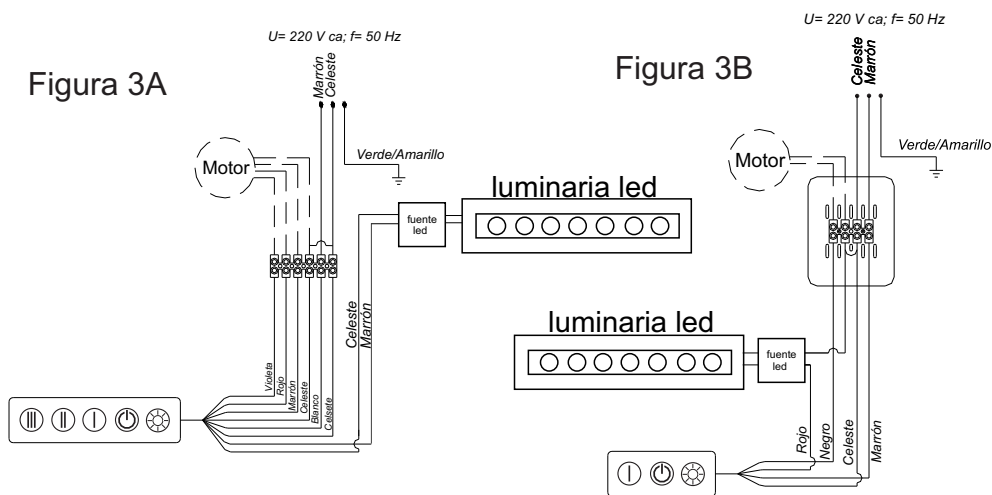 U= 220 V ca; f= 50 Hz
Figura 3A
Marrón
Celeste
Motor
Verde/Amarillo
luminaria led
fuente
led
Celeste
Marrón
Violeta
Rojo
Marrón
Celeste
Blanco
Celsete
U= 220 V ca; f= 50 Hz
Figura 3B
Celeste
Marrón
Motor
Verde/Amarillo
luminaria led
fuente
led
Rojo
Negro
Celeste
Marrón